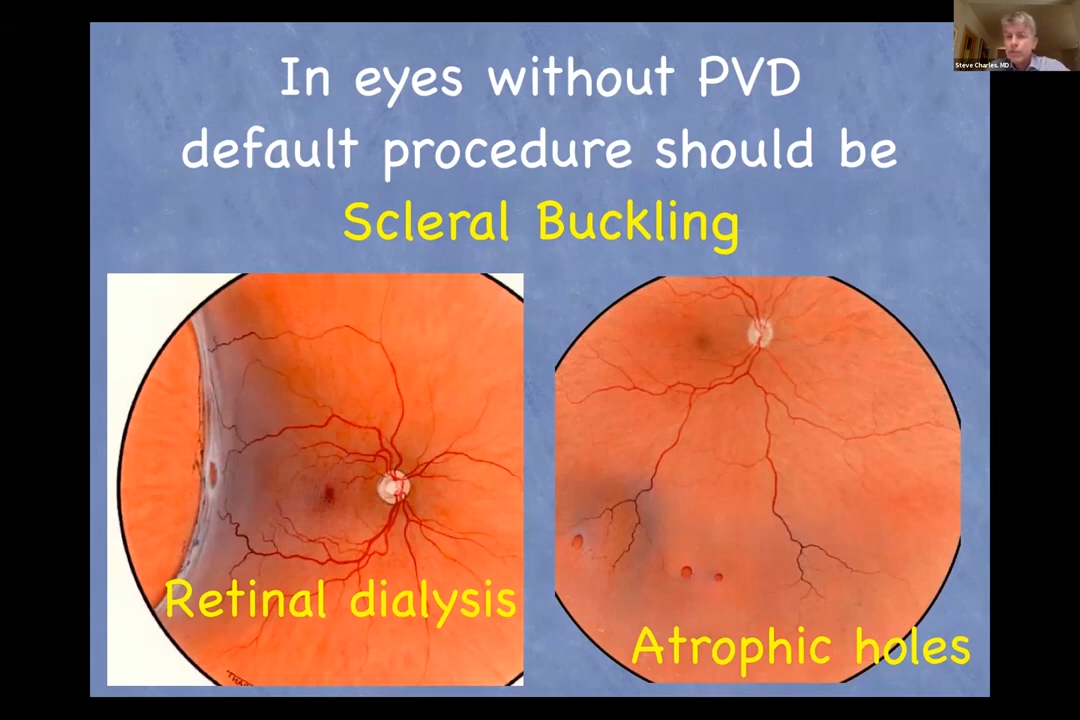 In eyes without PVD
default procedure should be
Scleral Buckling
Steve Charles, MD
Retinal dialysis
Atrophic holes